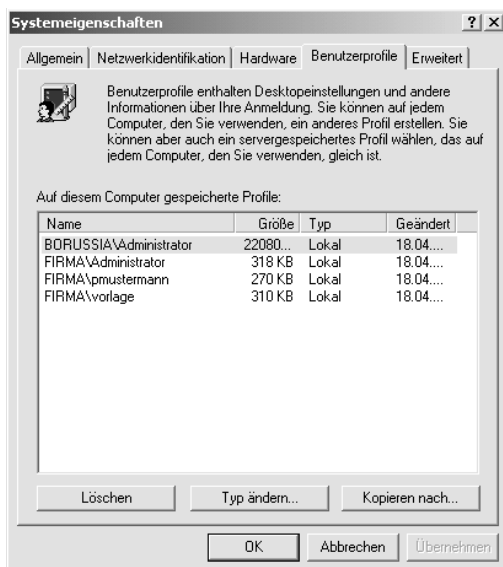 Systemeigenschaften
Allgemein Netzwerkidentifikation Hardware Benutzerprofile Erweitert
Benutzerprofile enthalten Desktopeinstellungen und andere
Informationen über Ihre Anmeldung. Sie können auf jedem
Computer, den Sie verwenden, ein anderes Profil erstellen. Sie
können aber auch ein servergespeichertes Profil wählen, das auf
jedem Computer, den Sie verwenden, gleich ist.
Auf diesem Computer gespeicherte Profile:
Name Größe Typ Geändert
BORUSSIA\Administrator 22080... Lokal 18.04....
FIRMA\Administrator 318 KB Lokal 18.04....
FIRMA\pmustermann 270 KB Lokal 18.04....
FIRMA\vorlage 310 KB Lokal 18.04....
Löschen Typ ändern... Kopieren nach...
OK Abbrechen Übernehmen